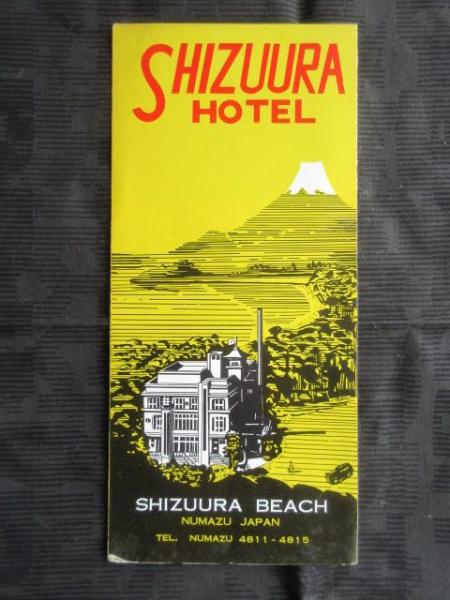 SHIZUURA
HOTEL
SHIZUURA BEACH
NUMAZU JAPAN
TEL. NUMAZU 4811-4815